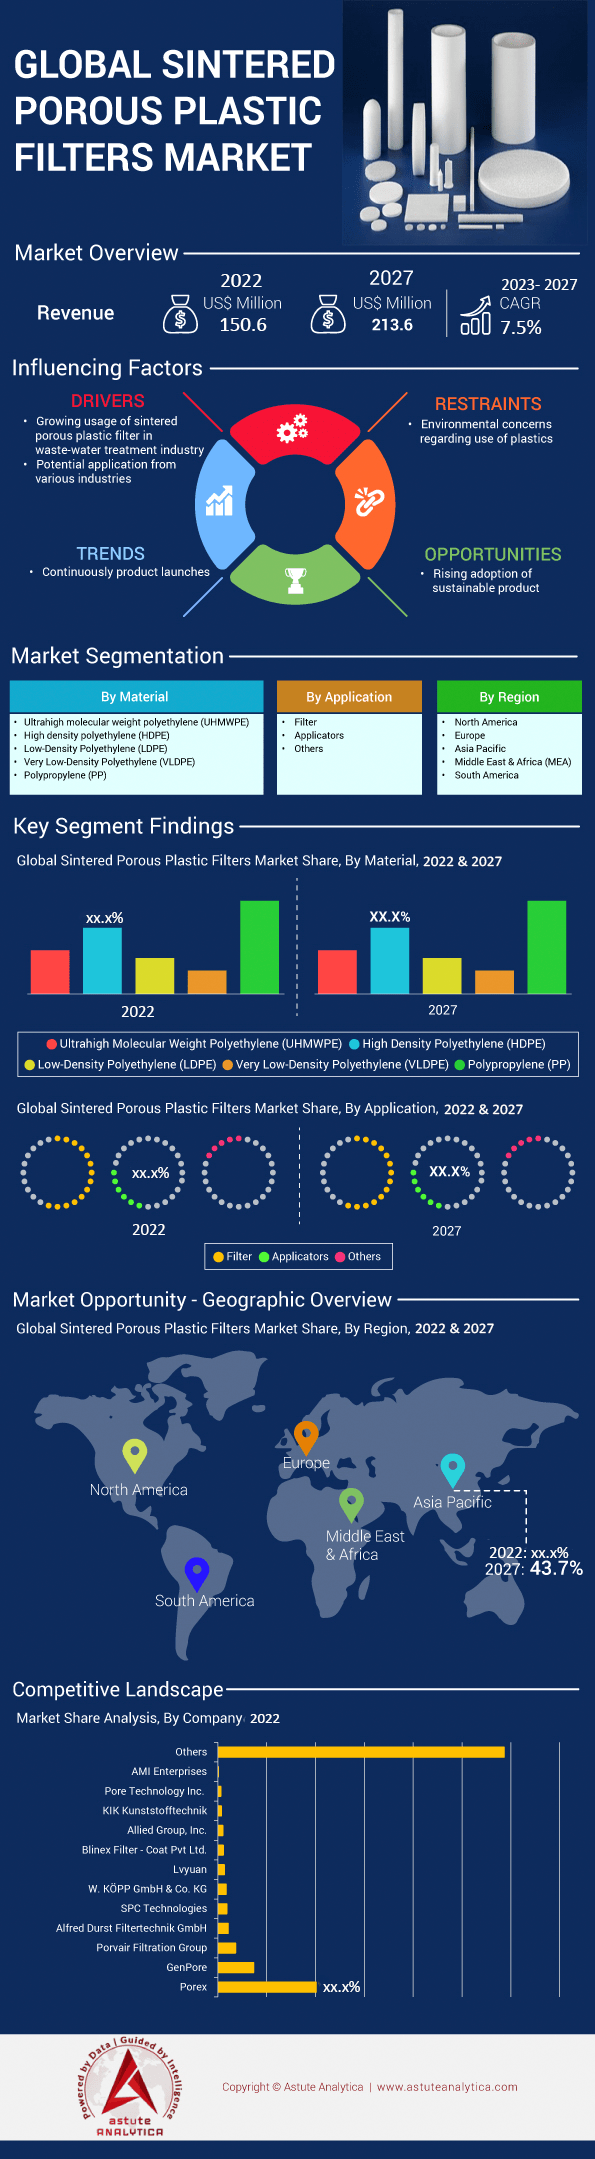 GLOBAL SINTERED
POROUS PLASTIC
FILTERS MARKET
Market Overview
Revenue
2022
US$ Million
150.6
2027
US$ Million
213.6
2023- 2027
CAGR
7.5%
Influencing Factors
DRIVERS
• Growing usage of sintered
porous plastic filter in
waste-water treatment industry
• Potential application from
various industries
RESTRAINTS
• Environmental concerns
regarding use of plastics
TRENDS
• Continuously product launches
OPPORTUNITIES
• Rising adoption of
sustainable product
Market Segmentation
By Material
• Ultrahigh molecular weight polyethylene (UHMWPE)
• High density polyethylene (HDPE)
• Low-Density Polyethylene (LDPE)
• Very Low-Density Polyethylene (VLDPE)
• Polypropylene (PP)
By Application
• Filter
• Applicators
• Others
By Region
• North America
• Europe
• Asia Pacific
• Middle East & Africa (MEA)
• South America
Key Segment Findings
Global Sintered Porous Plastic Filters Market Share, By Material, 2022 & 2027
xx.x%
2022
XX.X%
2027
Ultrahigh Molecular Weight Polyethylene (UHMWPE) High Density Polyethylene (HDPE)
Low-Density Polyethylene (LDPE) Very Low-Density Polyethylene (VLDPE) Polypropylene (PP)
Global Sintered Porous Plastic Filters Market Share, By Application, 2022 & 2027
xx.x%
2022
XX.X%
2027
Filter Applicators Others
Market Opportunity - Geographic Overview
Global Sintered Porous Plastic Filters Market Share, By Region, 2022 & 2027
North America
Europe
Asia Pacific
Middle East
& Africa
South America
2022: xx.x%
2027: 43.7%
Competitive Landscape
Market Share Analysis, By Company 2022
Others
AMI Enterprises
Pore Technology Inc.
KIK Kunststofftechnik
Allied Group, Inc.
Blinex Filter - Coat Pvt Ltd.
Lvyuan
W. KÖPP GmbH & Co. KG
SPC Technologies
Alfred Durst Filtertechnik GmbH
Porvair Filtration Group
GenPore
Porex xx.x%
Powered by Data | Guided by Intelligence
astute
ANALYTICA
Copyright © Astute Analytica | www.astuteanalytica.com